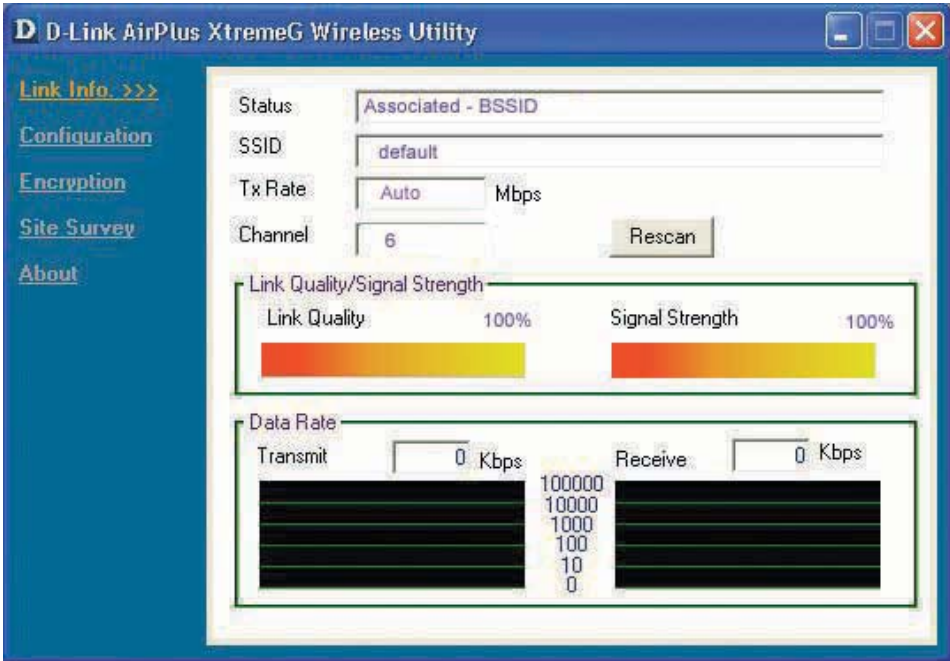 D D-Link AirPlus XtremeG Wireless Utility
Link Info. >>>
Configuration
Encryption
Site Survey
About
Status Associated - BSSID
SSID default
Tx Rate Auto Mbps
Channel 6 Rescan
Link Quality/Signal Strength
Link Quality 100% Signal Strength 100%
Data Rate
Transmit 0 Kbps Receive 0 Kbps
100000
10000
1000
100
10
0